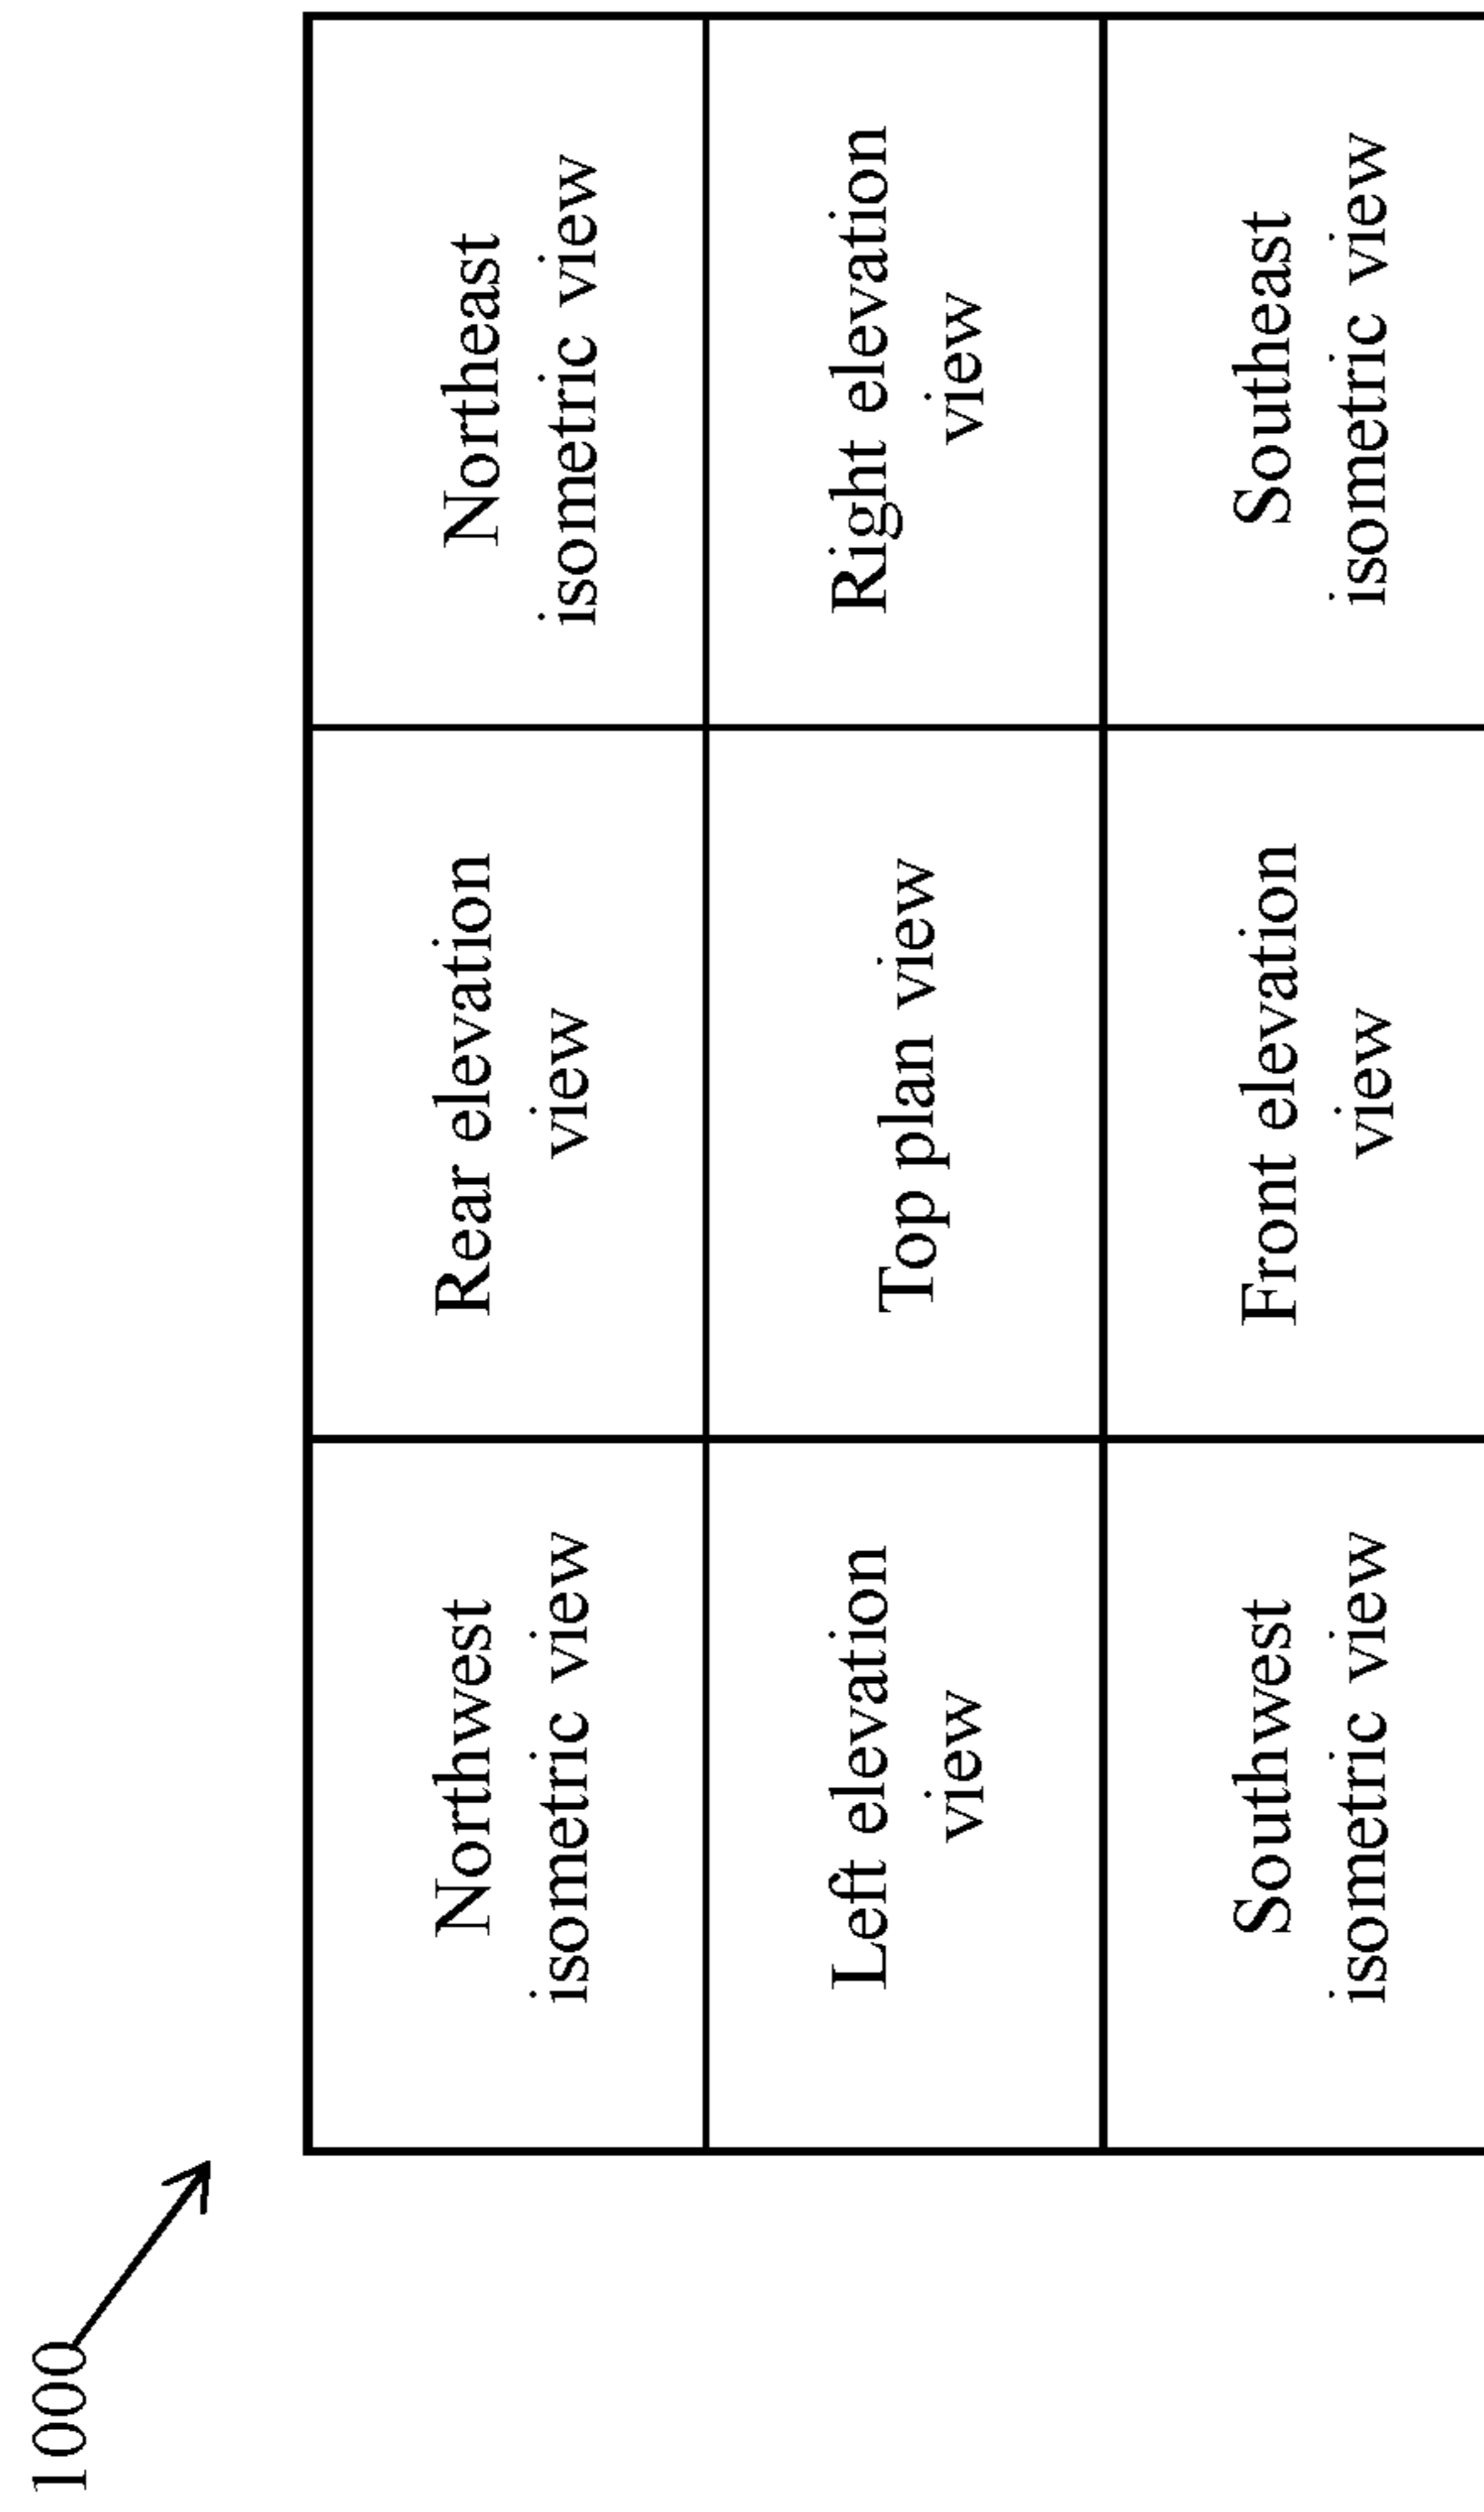 1000
Northwest
isometric view
Rear elevation
view
Northeast
isometric view
Left elevation
view
Top plan view
Right elevation
view
Southwest
isometric view
Front elevation
view
Southeast
isometric view